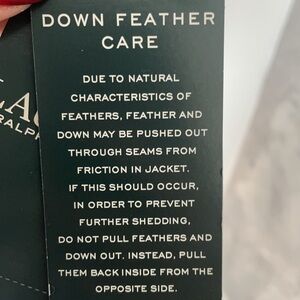 DOWN FEATHER
CARE
DUE TO NATURAL
CHARACTERISTICS OF
FEATHERS, FEATHER AND
DOWN MAY BE PUSHED OUT
THROUGH SEAMS FROM
FRICTION IN JACKET.
IF THIS SHOULD OCCUR,
IN ORDER TO PREVENT
FURTHER SHEDDING,
DO NOT PULL FEATHERS AND
DOWN OUT. INSTEAD, PULL
THEM BACK INSIDE FROM THE
OPPOSITE SIDE.